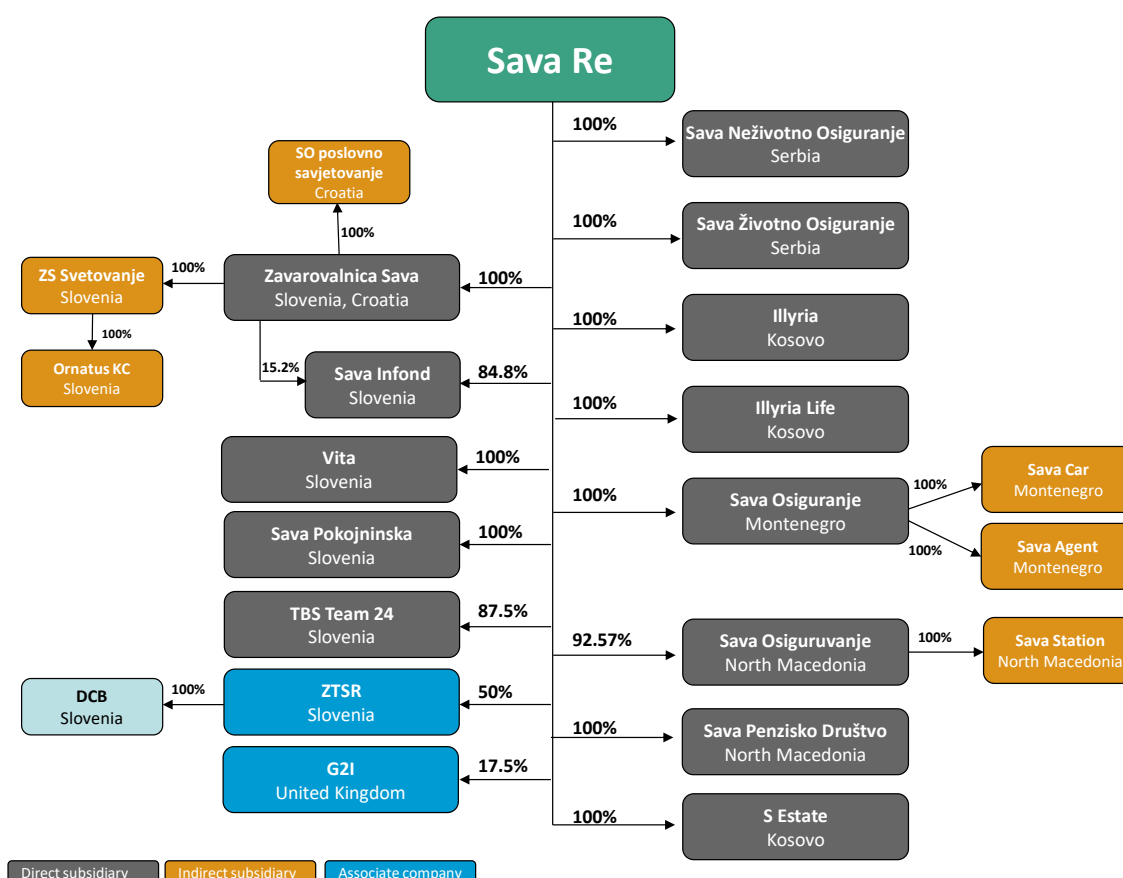 Sava Re
100%
Sava Neživotno Osiguranje
Serbia
SO poslovno
savjetovanje
Croatia
100%
100%
Sava Životno Osiguranje
Serbia
ZS Svetovanje
Slovenia
100%
Zavarovalnica Sava
Slovenia, Croatia
100%
100%
Illyria
Kosovo
100%
Ornatus KC
Slovenia
15.2%
Sava Infond
Slovenia
84.8%
100%
Illyria Life
Kosovo
Vita
Slovenia
100%
100%
Sava Osiguranje
Montenegro
100%
Sava Car
Montenegro
100%
Sava Agent
Montenegro
Sava Pokojninska
Slovenia
100%
TBS Team 24
Slovenia
87.5%
92.57%
Sava Osiguruvanje
North Macedonia
100%
Sava Station
North Macedonia
DCB
Slovenia
100%
ZTSR
Slovenia
50%
100%
Sava Penzisko Društvo
North Macedonia
G2I
United Kingdom
17.5%
100%
S Estate
Kosovo
Direct subsidiary
Indirect subsidiary
Associate company